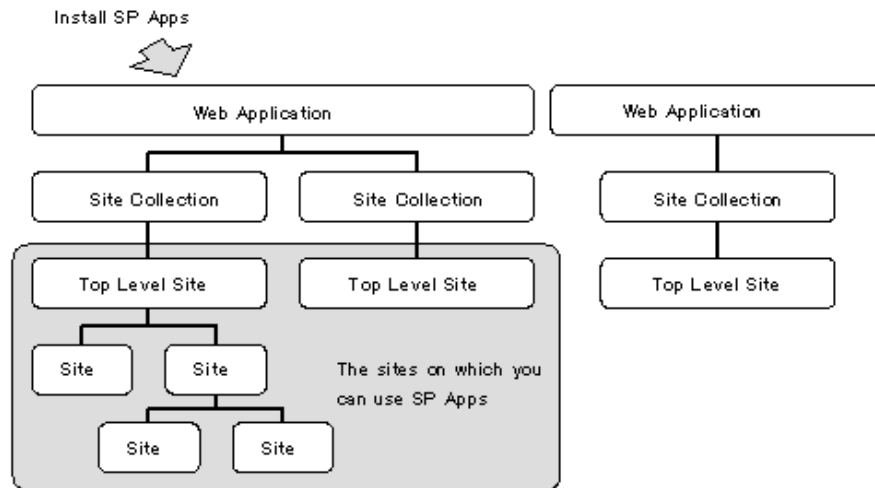 Install SP Apps
Web Application
Web Application
Site Collection
Site Collection
Site Collection
Top Level Site
Top Level Site
Top Level Site
Site
Site
The sites on which you
can use SP Apps
Site
Site